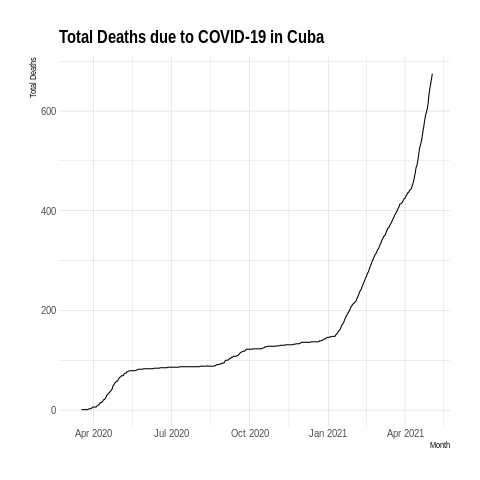 Total Deaths due to COVID-19 in Cuba
Total Deaths
600
400
200
0
Apr 2020 Jul 2020 Oct 2020 Jan 2021 Apr 2021
Month